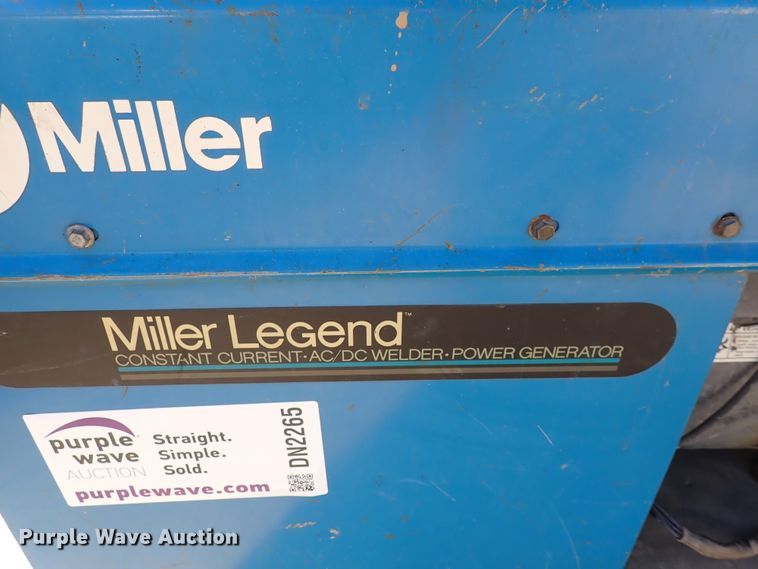 Miller
Miller Legend™
CONSTANT CURRENT·AC/DC WELDER·POWER GENERATOR
purple wave
AUCTION
Straight.
Simple.
Sold.
purplewave.com
DN2265
Purple Wave Auction